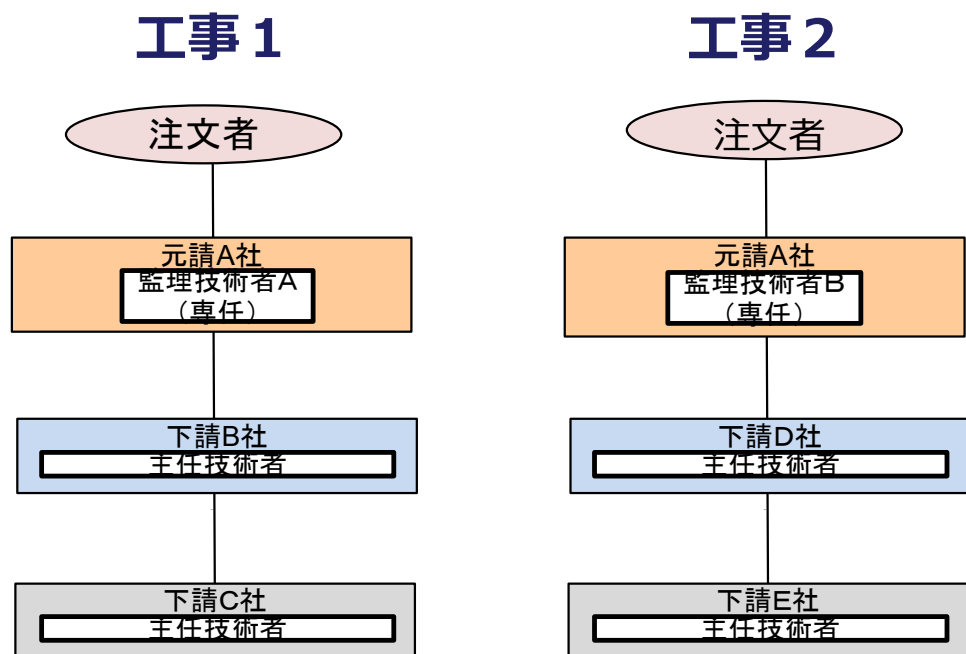 工事１
注文者
元請A社
監理技術者A
（専任）
下請B社
主任技術者
下請C社
主任技術者
工事２
注文者
元請A社
監理技術者B
（専任）
下請D社
主任技術者
下請E社
主任技術者